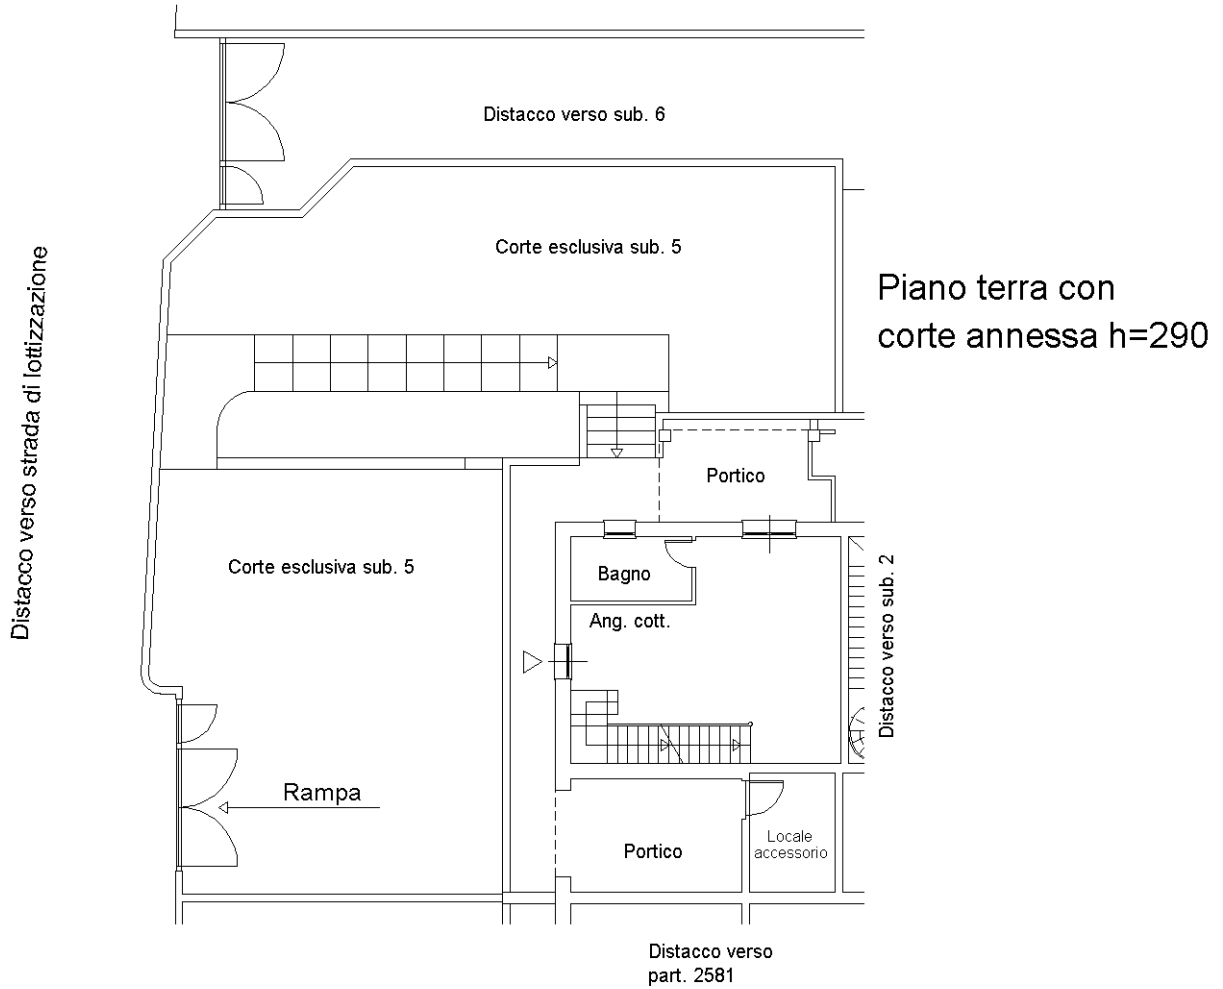 Distacco verso sub. 6
Corte esclusiva sub. 5
Distacco verso strada di lottizzazione
Piano terra con
corte annessa h=290
Portico
Corte esclusiva sub. 5
Bagno
Ang. cott.
Distacco verso sub. 2
Rampa
Portico
Locale
accessorio
Distacco verso
part. 2581